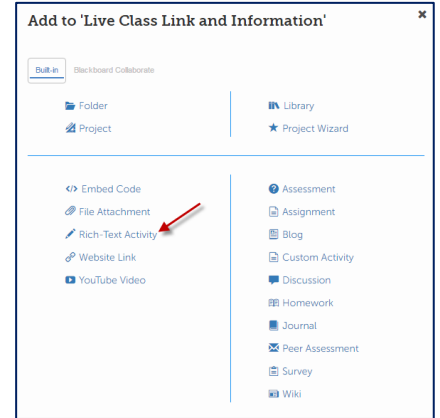 Add to 'Live Class Link and Information'
×
Built-in Blackboard Collaborate
Folder
Project
Library
Project Wizard
Embed Code
File Attachment
Rich-Text Activity
Website Link
YouTube Video
Assessment
Assignment
Blog
Custom Activity
Discussion
Homework
Journal
Peer Assessment
Survey
Wiki